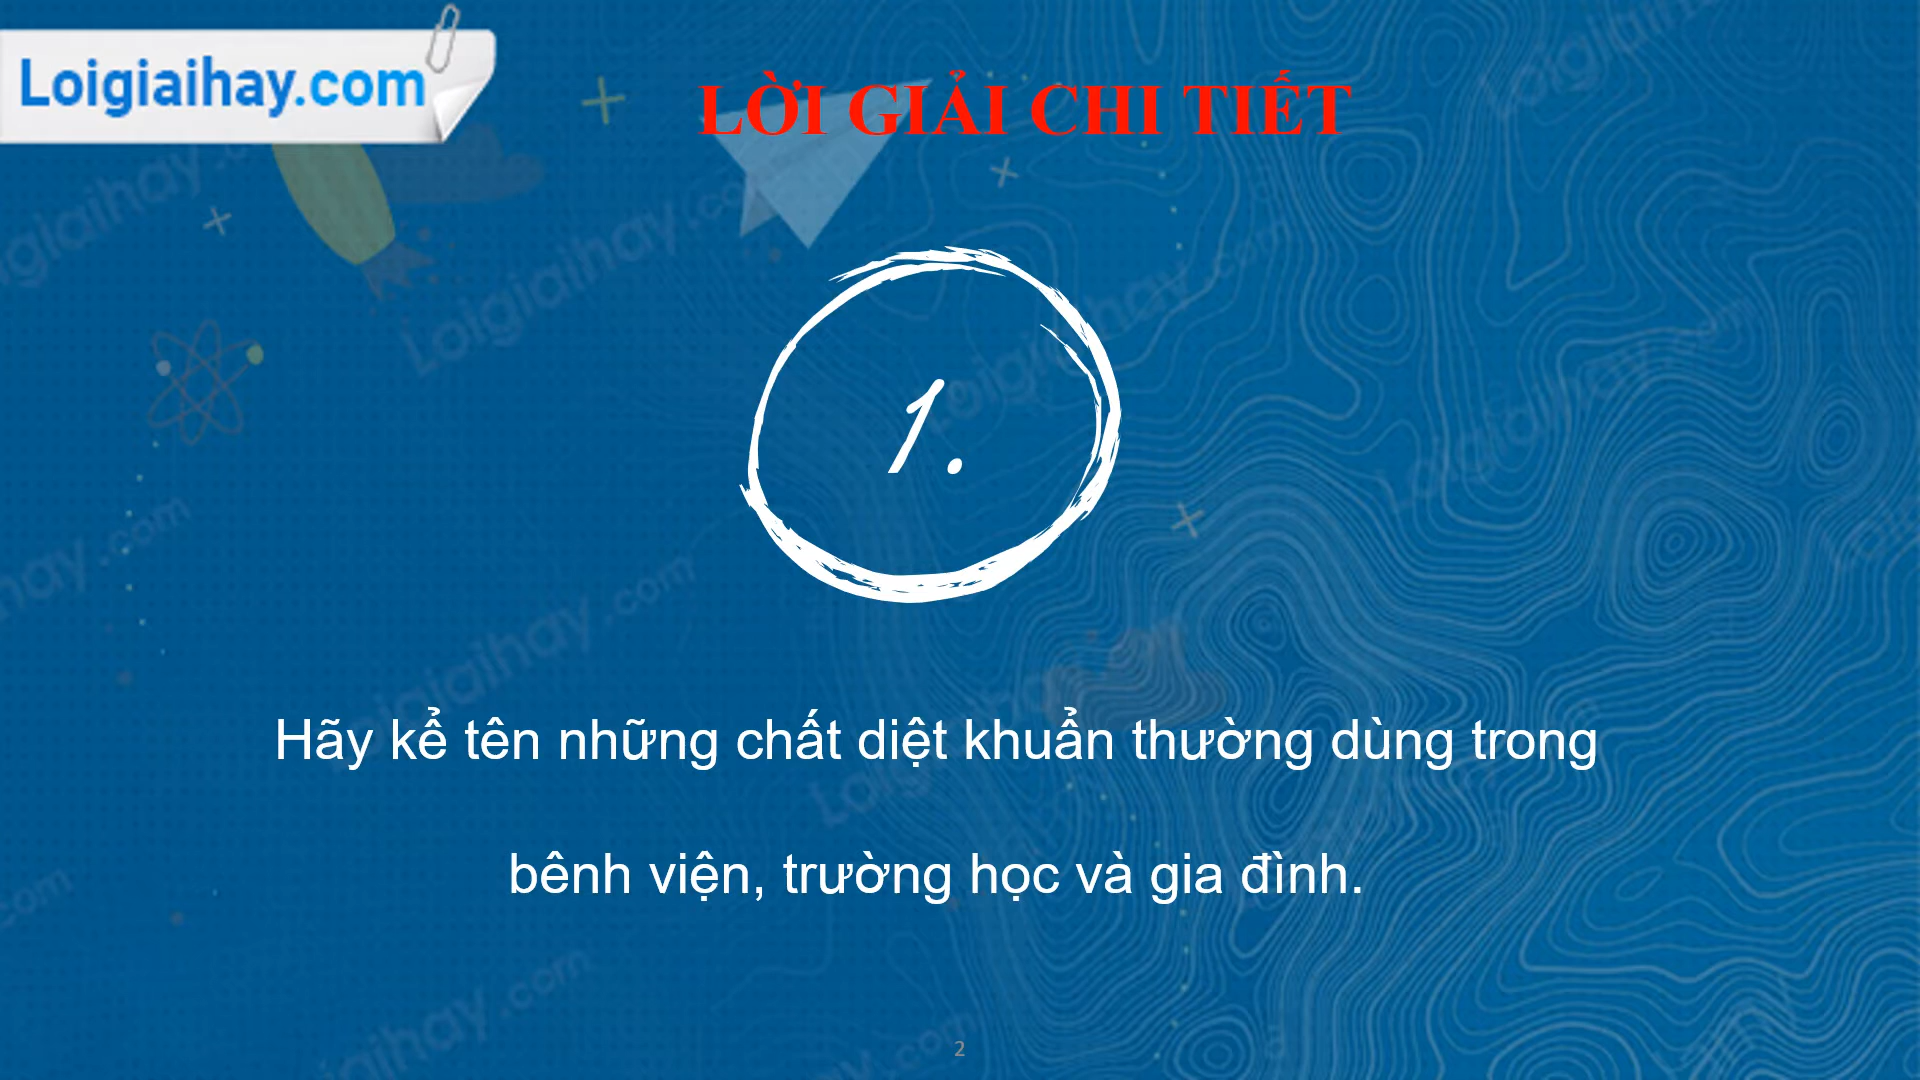 Loigiaihay.com
LỜI GIẢI CHI TIẾT
1.
Hãy kể tên những chất diệt khuẩn thường dùng trong
bênh viện, trường học và gia đình.
2